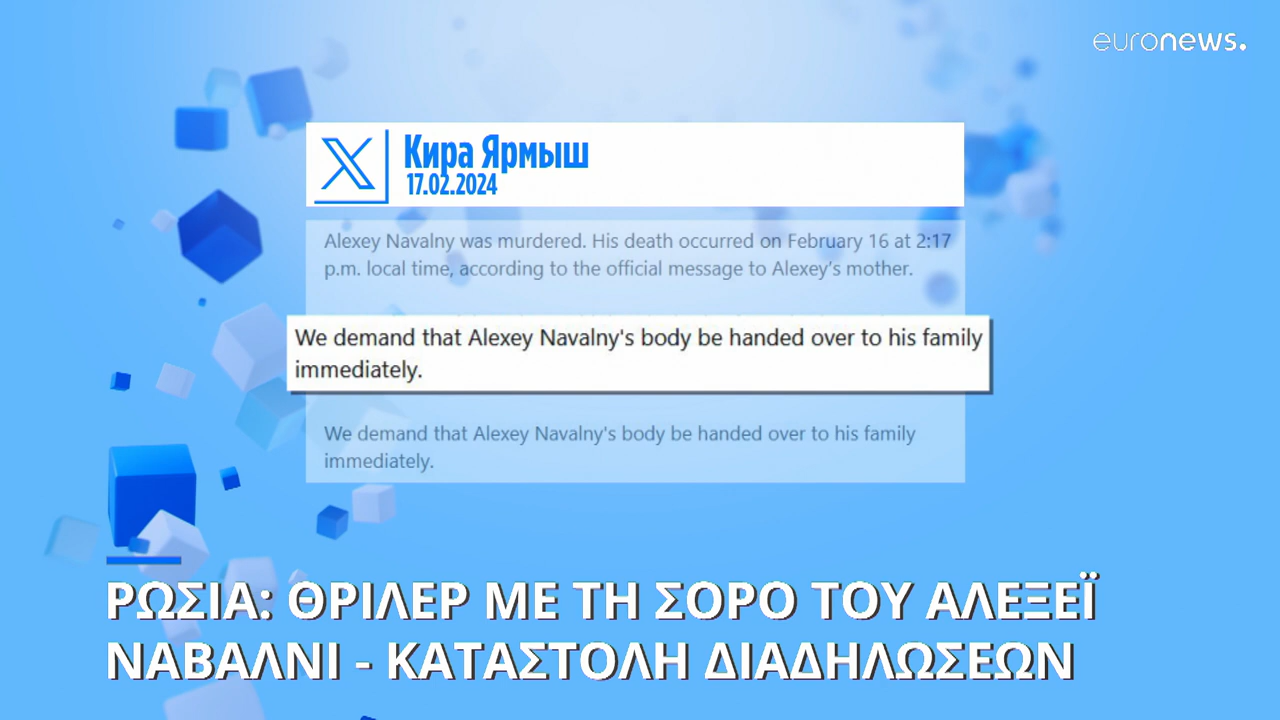 euronews.
Кира Ярмыш
17.02.2024
Alexey Navalny was murdered. His death occurred on February 16 at 2:17
p.m. local time, according to the official message to Alexey's mother.
We demand that Alexey Navalny's body be handed over to his family
immediately.
We demand that Alexey Navalny's body be handed over to his family
immediately.
ΡΩΣΙΑ: ΘΡΙΛΕΡ ΜΕ ΤΗ ΣΟΡΟ ΤΟΥ ΑΛΕΞΕΪ
ΝΑΒΑΛΝΙ - ΚΑΤΑΣΤΟΛΗ ΔΙΑΔΗΛΩΣΕΩΝ